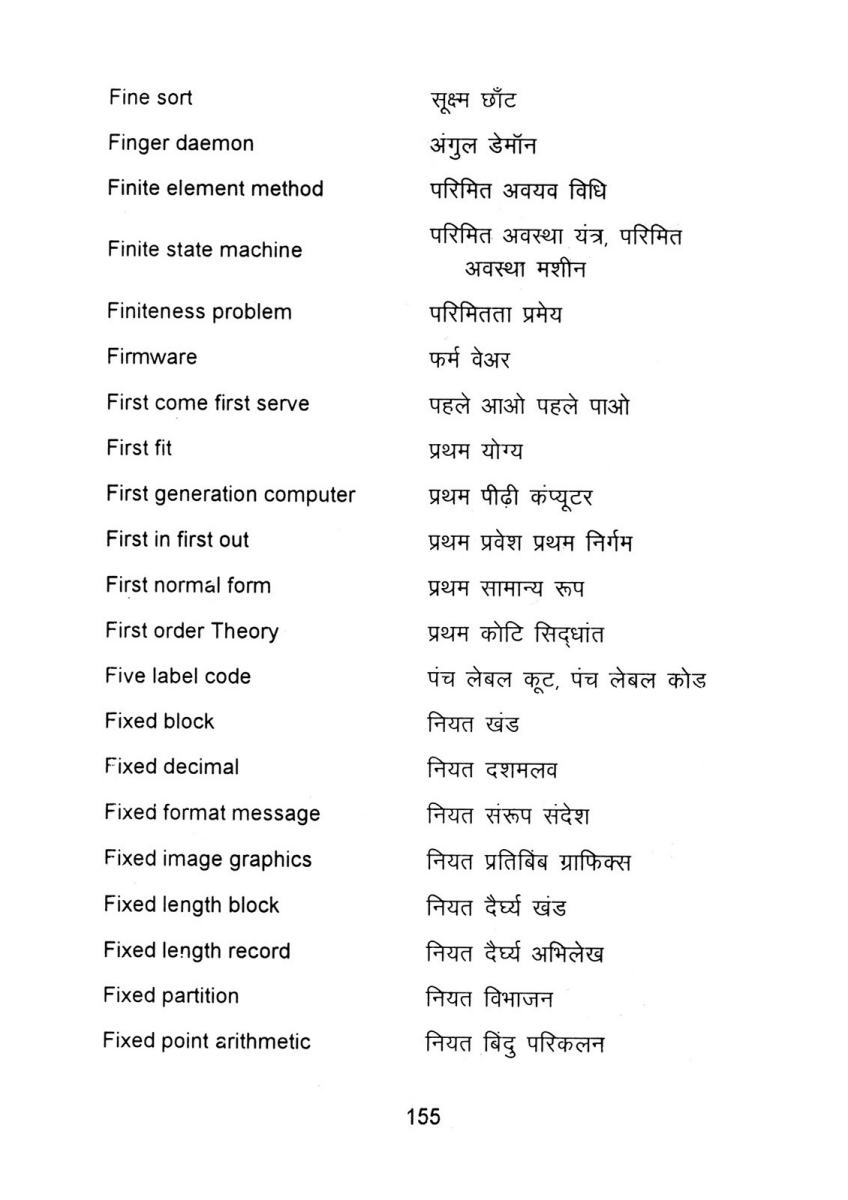 Fine sort सूक्ष्म छाँट
Finger daemon अंगुल डेमॉन
Finite element method परिमित अवयव विधि
Finite state machine परिमित अवस्था यंत्र, परिमित
अवस्था मशीन
Finiteness problem परिमितता प्रमेय
Firmware फर्म वेअर
First come first serve पहले आओ पहले पाओ
First fit प्रथम योग्य
First generation computer प्रथम पीढ़ी कंप्यूटर
First in first out प्रथम प्रवेश प्रथम निर्गम
First normal form प्रथम सामान्य रूप
First order Theory प्रथम कोटि सिद्धांत
Five label code पंच लेबल कूट, पंच लेबल कोड
Fixed block नियत खंड
Fixed decimal नियत दशमलव
Fixed format message नियत संरूप संदेश
Fixed image graphics नियत प्रतिबिंब ग्राफिक्स
Fixed length block नियत दैर्घ्य खंड
Fixed length record नियत दैर्घ्य अभिलेख
Fixed partition नियत विभाजन
Fixed point arithmetic नियत बिंदु परिकलन
155